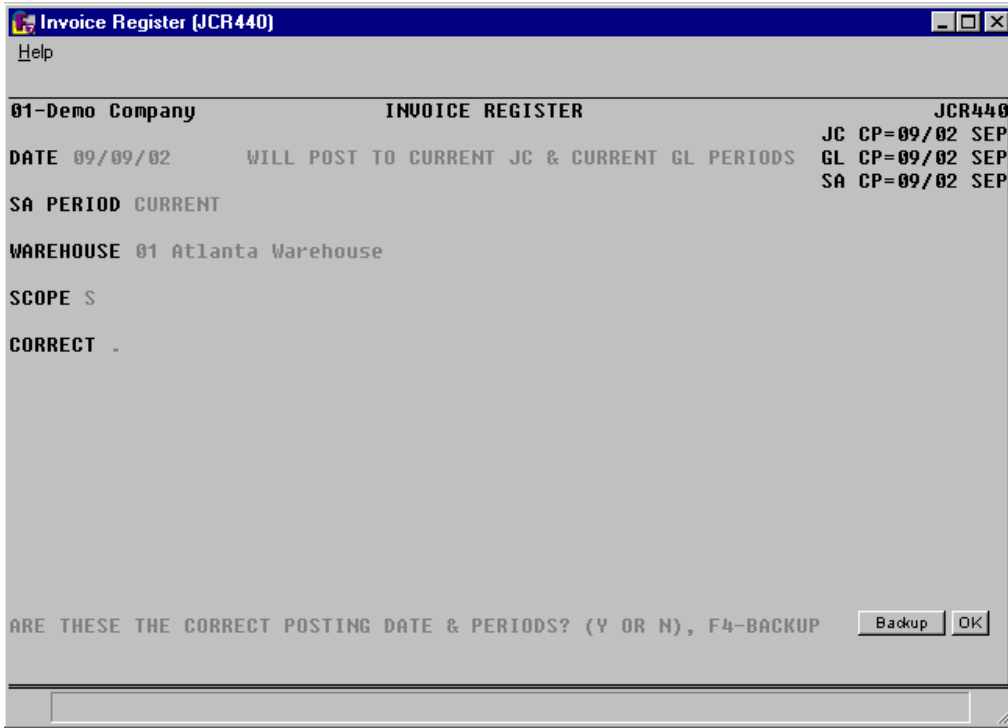 Invoice Register (JCR440)
Help
01-Demo Company INVOICE REGISTER JCR440
JC CP=09/02 SEP
DATE 09/09/02 WILL POST TO CURRENT JC & CURRENT GL PERIODS GL CP=09/02 SEP
SA CP=09/02 SEP
SA PERIOD CURRENT
WAREHOUSE 01 Atlanta Warehouse
SCOPE S
CORRECT .
ARE THESE THE CORRECT POSTING DATE & PERIODS? (Y OR N), F4-BACKUP Backup OK